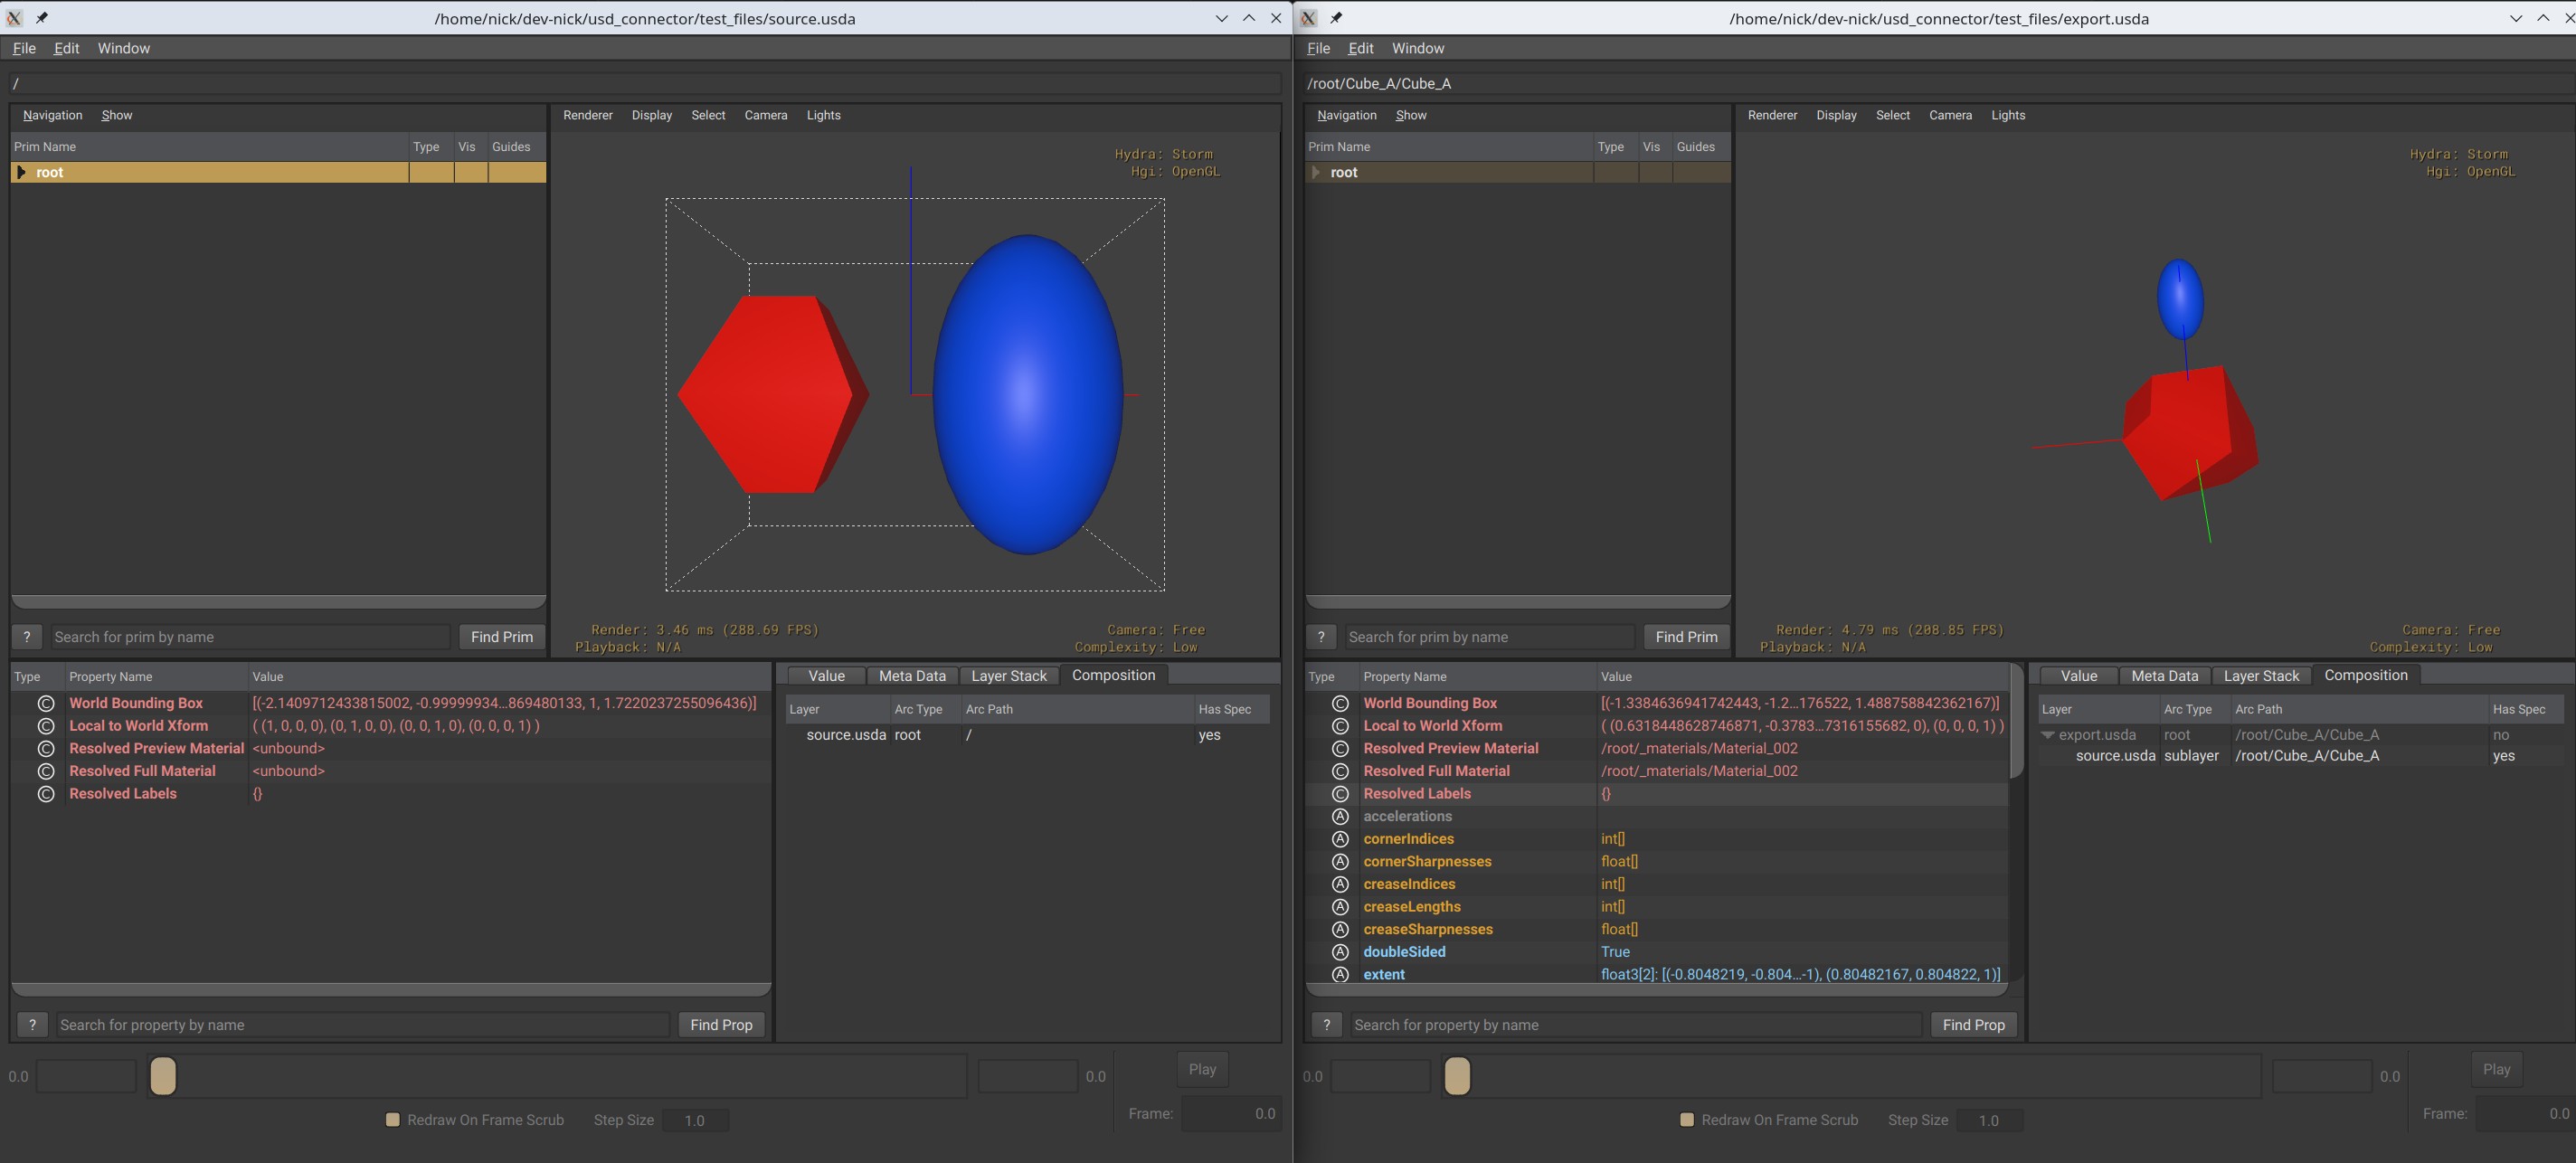 /home/nick/dev-nick/usd_connector/test_files/source.usda
File Edit Window
/
Navigation Show
Prim Name Type Vis Guides
root
? Search for prim by name Find Prim
Renderer Display Select Camera Lights
Hydra: Storm
Hgi: OpenGL
Render: 3.46 ms (288.69 FPS)
Playback: N/A
Camera: Free
Complexity: Low
Type Property Name Value
C World Bounding Box [(-2.1409712433815002, -0.99999934...869480133, 1, 1.7220237255096436)]
C Local to World Xform ( (1, 0, 0, 0), (0, 1, 0, 0), (0, 0, 1, 0), (0, 0, 0, 1) )
C Resolved Preview Material <unbound>
C Resolved Full Material <unbound>
C Resolved Labels {}
? Search for property by name Find Prop
Value Meta Data Layer Stack Composition
Layer Arc Type Arc Path Has Spec
source.usda root / yes
0.0 0.0 Play
Redraw On Frame Scrub Step Size 1.0 Frame: 0.0
/home/nick/dev-nick/usd_connector/test_files/export.usda
File Edit Window
/root/Cube_A/Cube_A
Navigation Show
Prim Name Type Vis Guides
root
? Search for prim by name Find Prim
Renderer Display Select Camera Lights
Hydra: Storm
Hgi: OpenGL
Render: 4.79 ms (208.85 FPS)
Playback: N/A
Camera: Free
Complexity: Low
Type Property Name Value
C World Bounding Box [(-1.3384636941742443, -1.2...176522, 1.488758842362167)]
C Local to World Xform ( (0.6318448628746871, -0.3783...7316155682, 0), (0, 0, 0, 1) )
C Resolved Preview Material /root/_materials/Material_002
C Resolved Full Material /root/_materials/Material_002
C Resolved Labels {}
A accelerations
A cornerIndices int[]
A cornerSharpnesses float[]
A creaseIndices int[]
A creaseLengths int[]
A creaseSharpnesses float[]
A doubleSided True
A extent float3[2]: [(-0.8048219, -0.804...-1), (0.80482167, 0.804822, 1)]
? Search for property by name Find Prop
Value Meta Data Layer Stack Composition
Layer Arc Type Arc Path Has Spec
export.usda root /root/Cube_A/Cube_A no
source.usda sublayer /root/Cube_A/Cube_A yes
0.0 0.0 Play
Redraw On Frame Scrub Step Size 1.0 Frame: 0.0